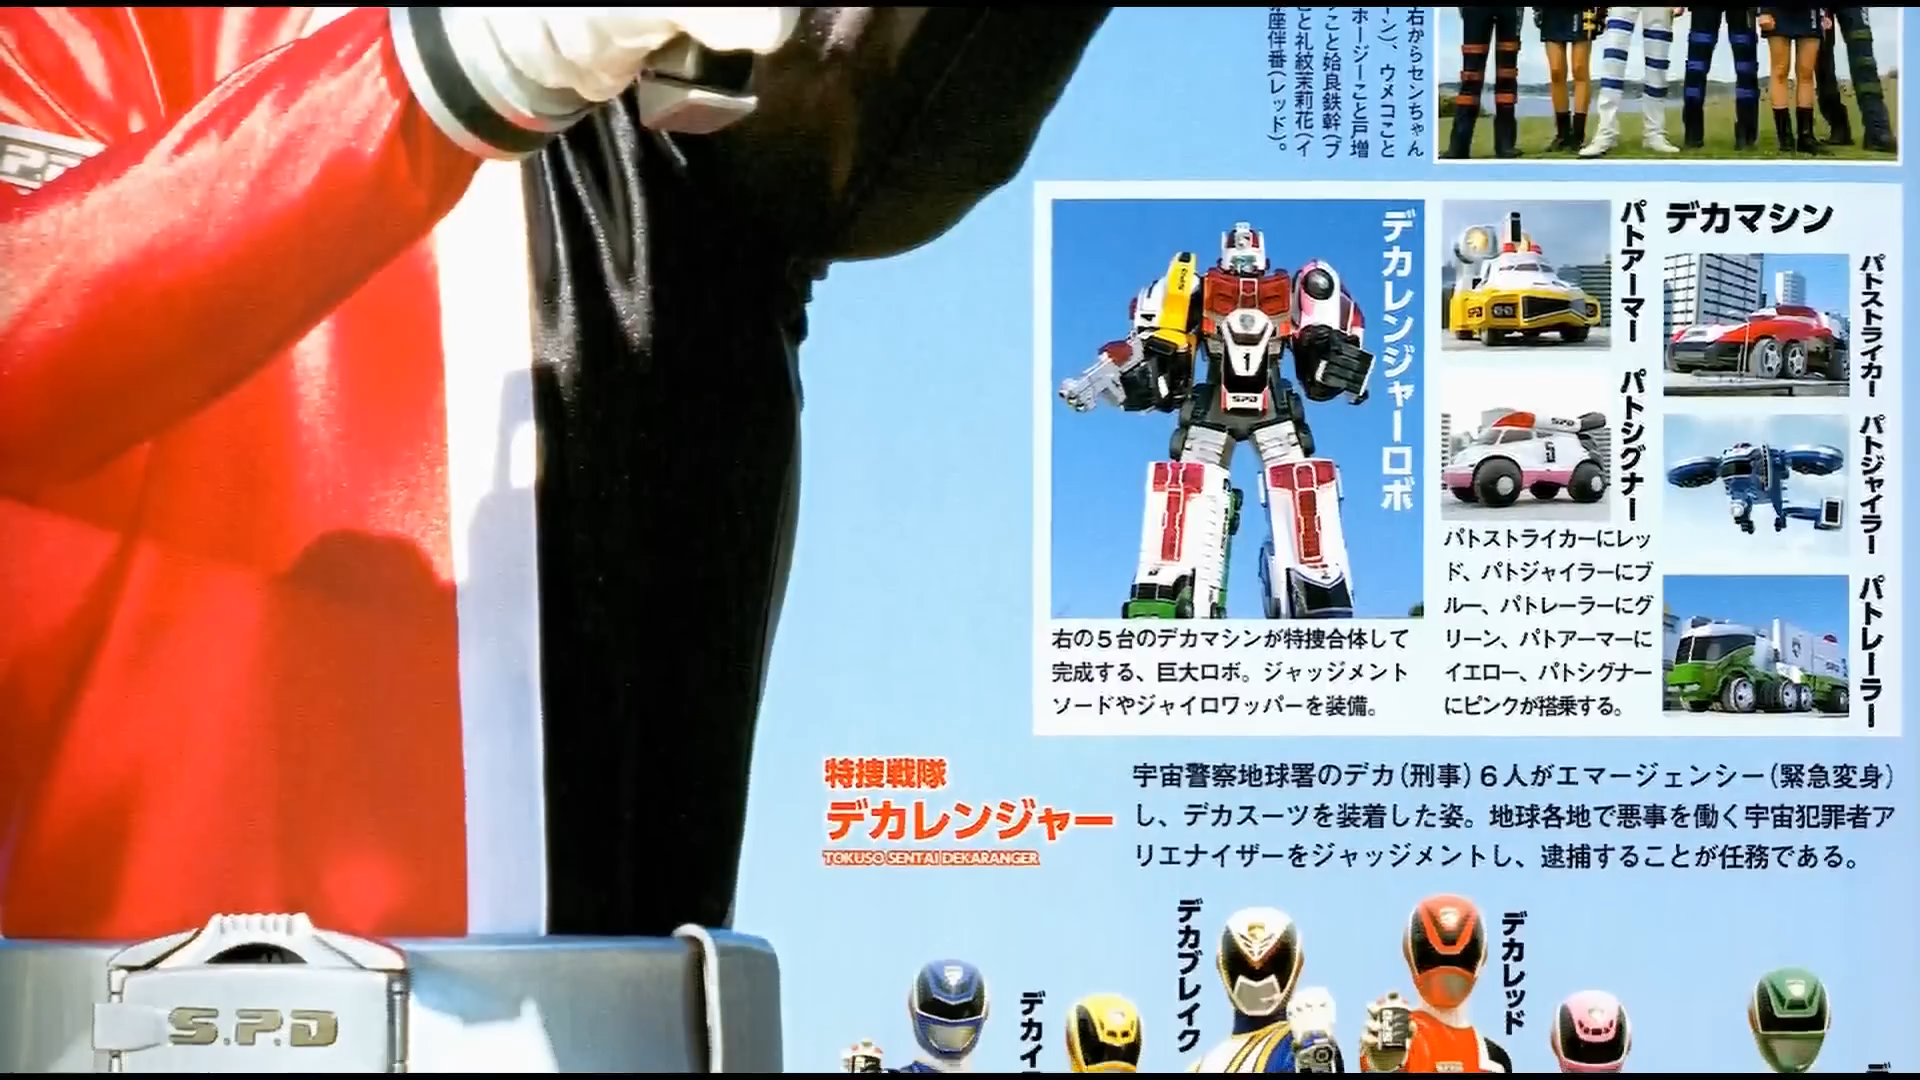 右からセンちゃん
ーン)、ウメコこと
ホージーこと戸増
こと姶良鉄幹(ブ
こと礼紋茉莉花(イ
座伴番(レッド)。
デカレンジャーロボ
右の5台のデカマシンが特捜合体して
完成する、巨大ロボ。ジャッジメント
ソードやジャイロワッパーを装備。
デカマシン
パトアーマー
パトシグナー
パトストライカー
パトジャイラー
パトレーラー
パトストライカーにレッ
ド、パトジャイラーにブ
ルー、パトレーラーにグ
リーン、パトアーマーに
イエロー、パトシグナー
にピンクが搭乗する。
特捜戦隊
デカレンジャー
TOKUSO SENTAI DEKARANGER
宇宙警察地球署のデカ(刑事)6人がエマージェンシー(緊急変身)
し、デカスーツを装着した姿。地球各地で悪事を働く宇宙犯罪者ア
リエナイザーをジャッジメントし、逮捕することが任務である。
デカイ
デカブレイク
デカレッド
S.P.D